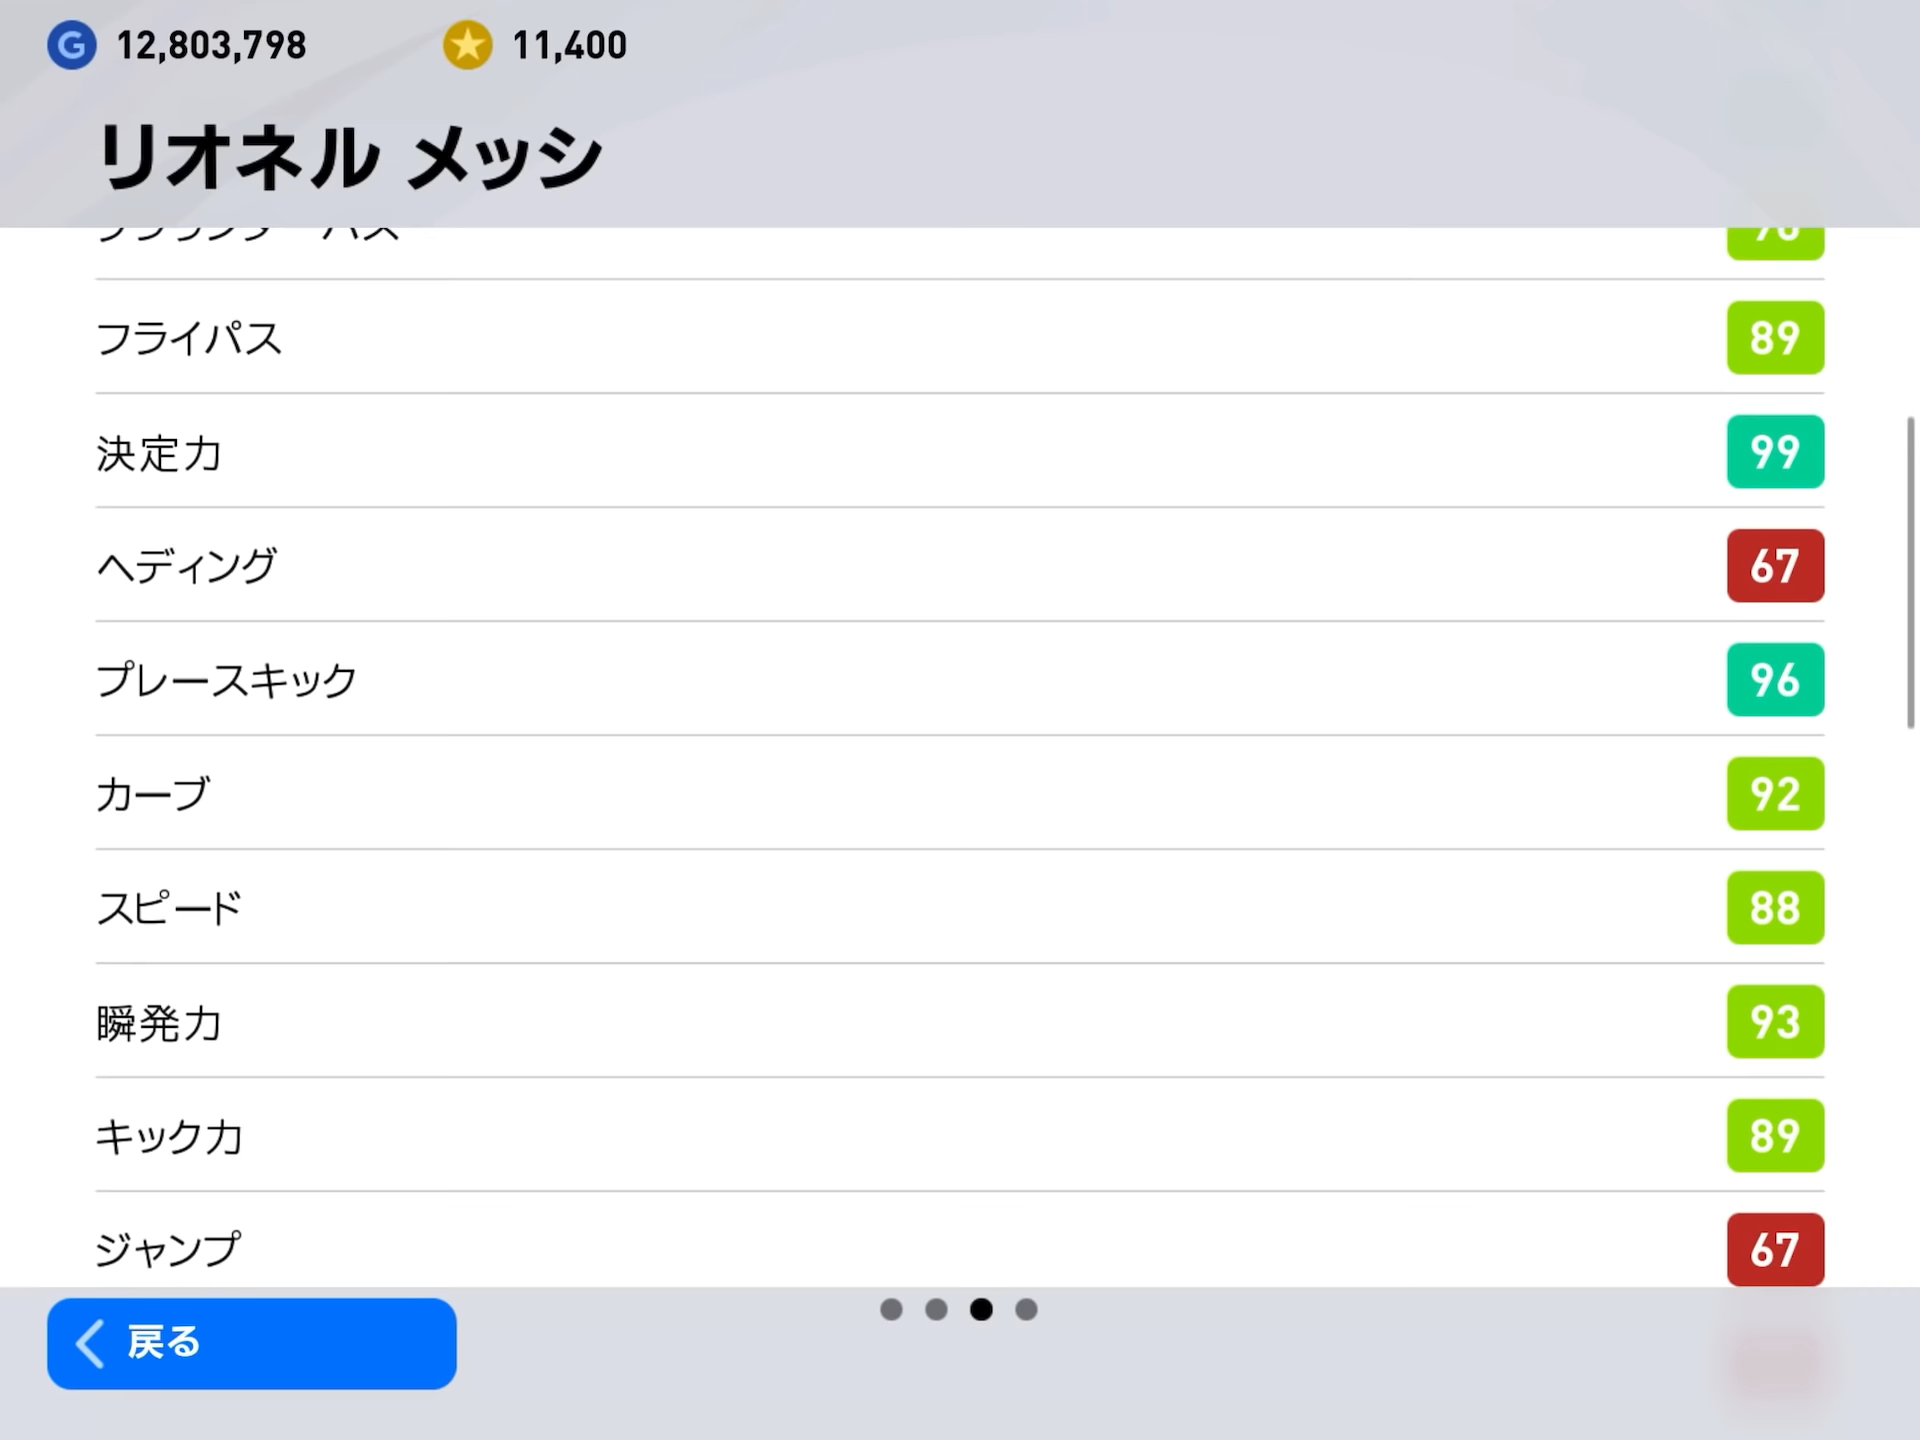 G 12,803,798 11,400
リオネル メッシ
フライパス 89
決定力 99
ヘディング 67
プレースキック 96
カーブ 92
スピード 88
瞬発力 93
キック力 89
ジャンプ 67
戻る